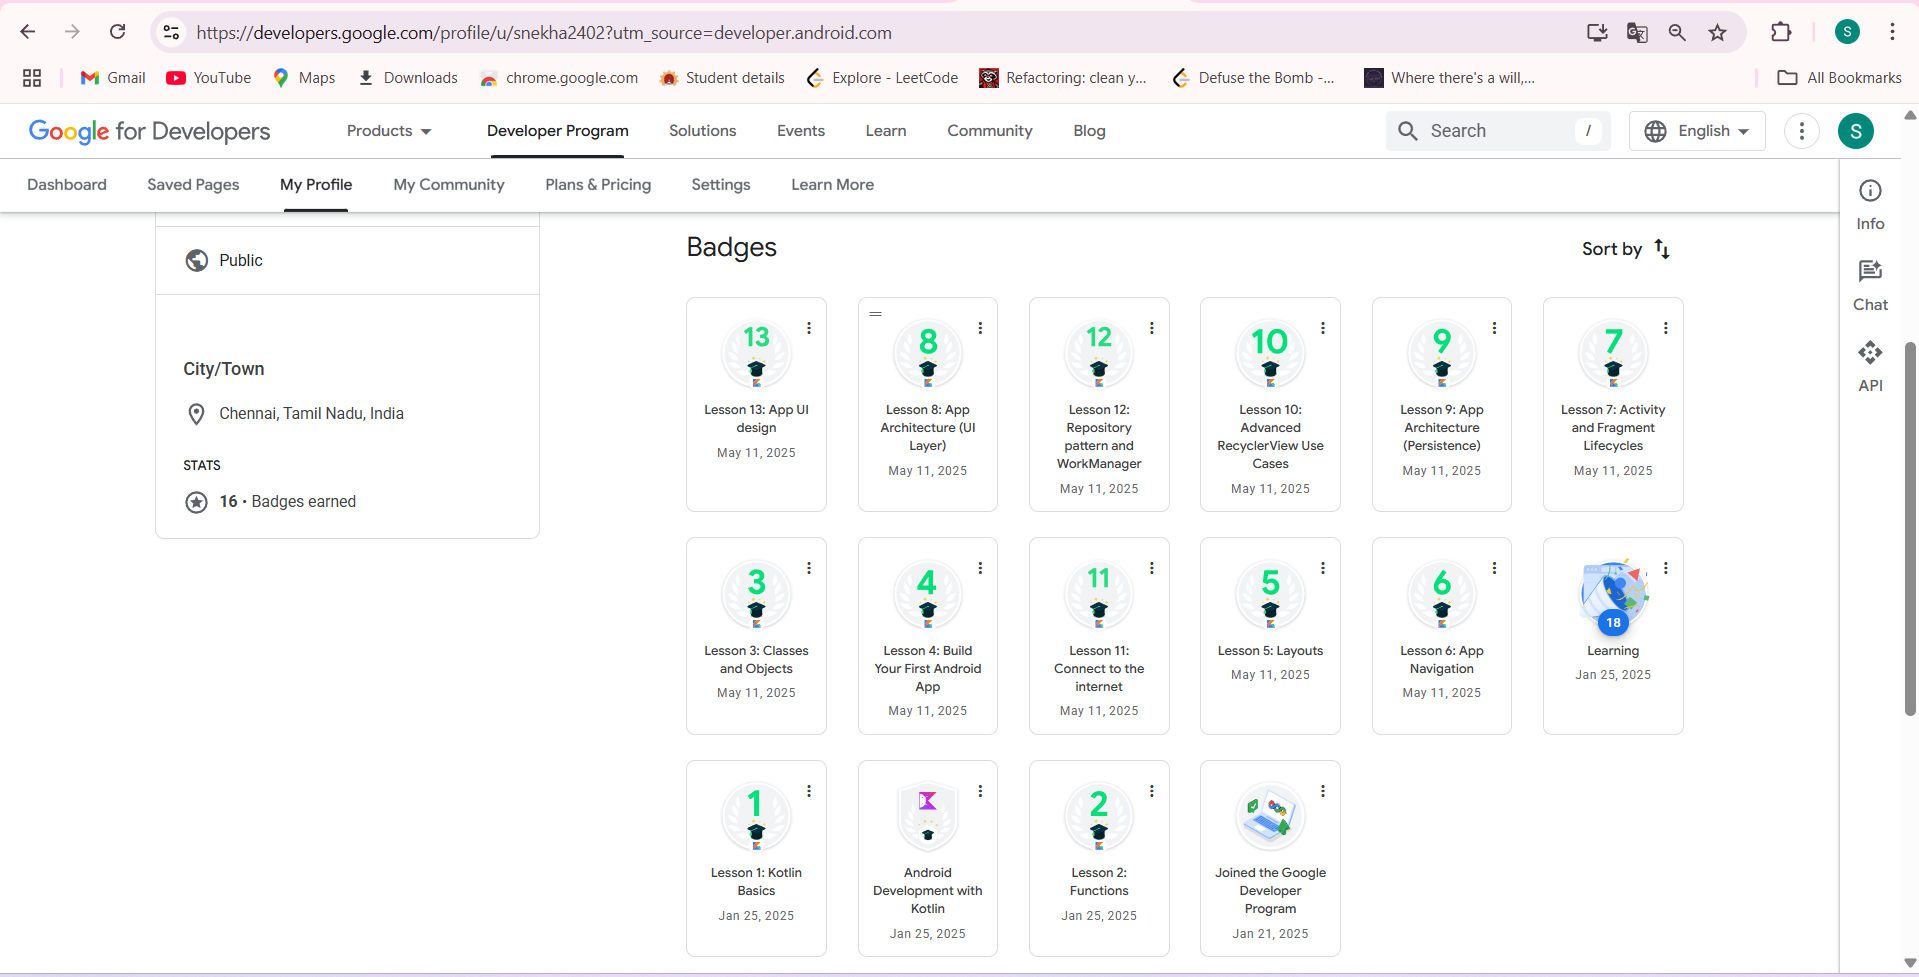 https://developers.google.com/profile/u/snekha2402?utm_source=developer.android.com
S
Gmail
YouTube
Maps
Downloads
chrome.google.com
Student details
Explore - LeetCode
Refactoring: clean y...
Defuse the Bomb -...
Where there's a will,...
All Bookmarks
Google for Developers
Products
Developer Program
Solutions
Events
Learn
Community
Blog
Search
/
English
S
Dashboard
Saved Pages
My Profile
My Community
Plans & Pricing
Settings
Learn More
Info
Chat
API
Public
City/Town
Chennai, Tamil Nadu, India
STATS
16 • Badges earned
Badges
Sort by
13
Lesson 13: App UI
design
May 11, 2025
8
Lesson 8: App
Architecture (UI
Layer)
May 11, 2025
12
Lesson 12:
Repository
pattern and
WorkManager
May 11, 2025
10
Lesson 10:
Advanced
RecyclerView Use
Cases
May 11, 2025
9
Lesson 9: App
Architecture
(Persistence)
May 11, 2025
7
Lesson 7: Activity
and Fragment
Lifecycles
May 11, 2025
3
Lesson 3: Classes
and Objects
May 11, 2025
4
Lesson 4: Build
Your First Android
App
May 11, 2025
11
Lesson 11:
Connect to the
internet
May 11, 2025
5
Lesson 5: Layouts
May 11, 2025
6
Lesson 6: App
Navigation
May 11, 2025
18
Learning
Jan 25, 2025
1
Lesson 1: Kotlin
Basics
Jan 25, 2025
Android
Development with
Kotlin
Jan 25, 2025
2
Lesson 2:
Functions
Jan 25, 2025
Joined the Google
Developer
Program
Jan 21, 2025